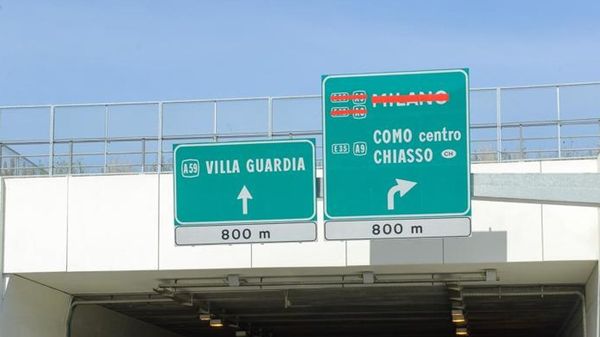 A59 VILLA GUARDIA
800 m
MILANO
COMO centro
E35 A9 CHIASSO CH
800 m